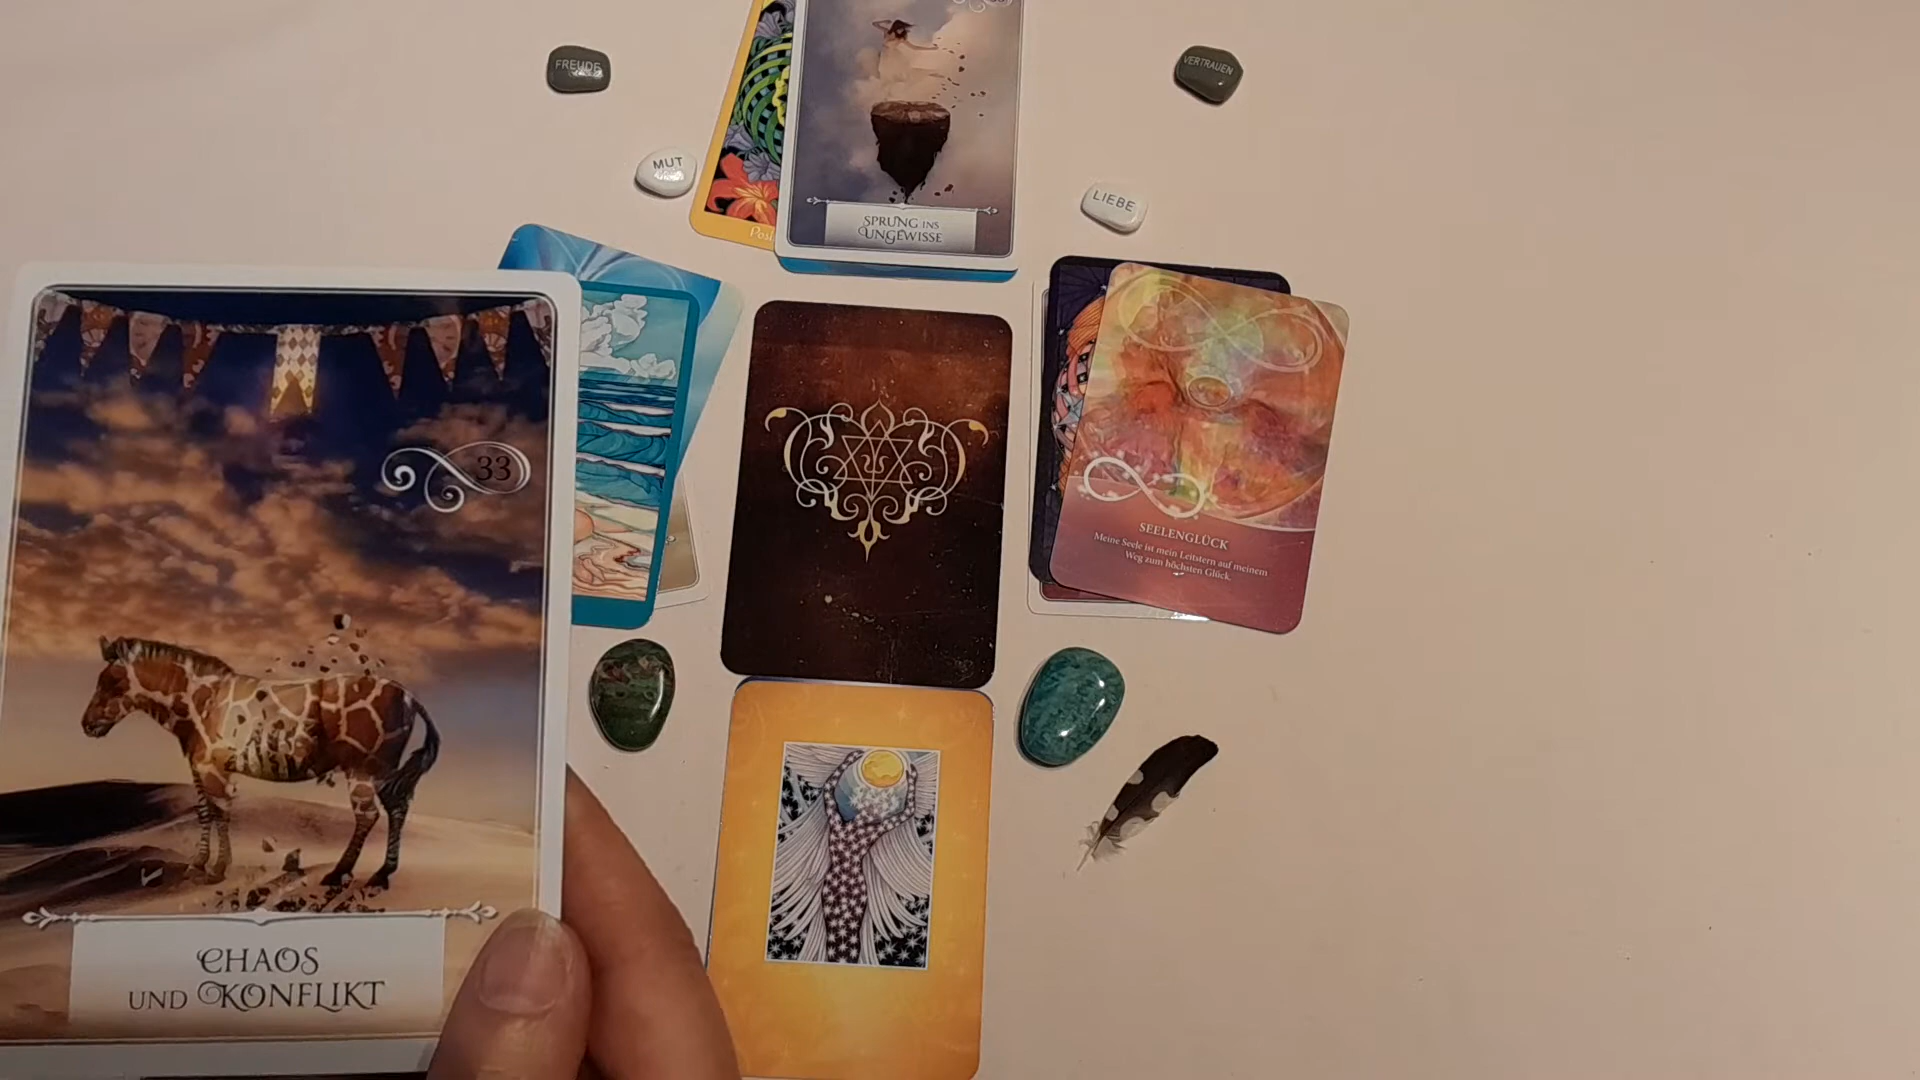 FREUDE
VERTRAUEN
MUT
LIEBE
SPRUNG INS
UNGEWISSE
33
SEELENGLÜCK
Meine Seele ist mein Leitstern auf meinem
Weg zum höchsten Glück.
CHAOS
UND KONFLIKT